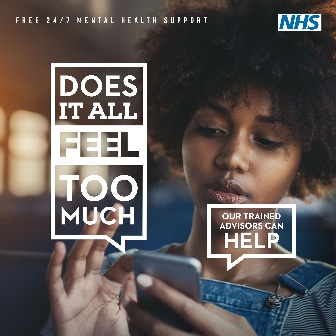 FREE 24/7 MENTAL HEALTH SUPPORT
NHS
DOES
IT ALL
FEEL
TOO
MUCH
OUR TRAINED
ADVISORS CAN
HELP